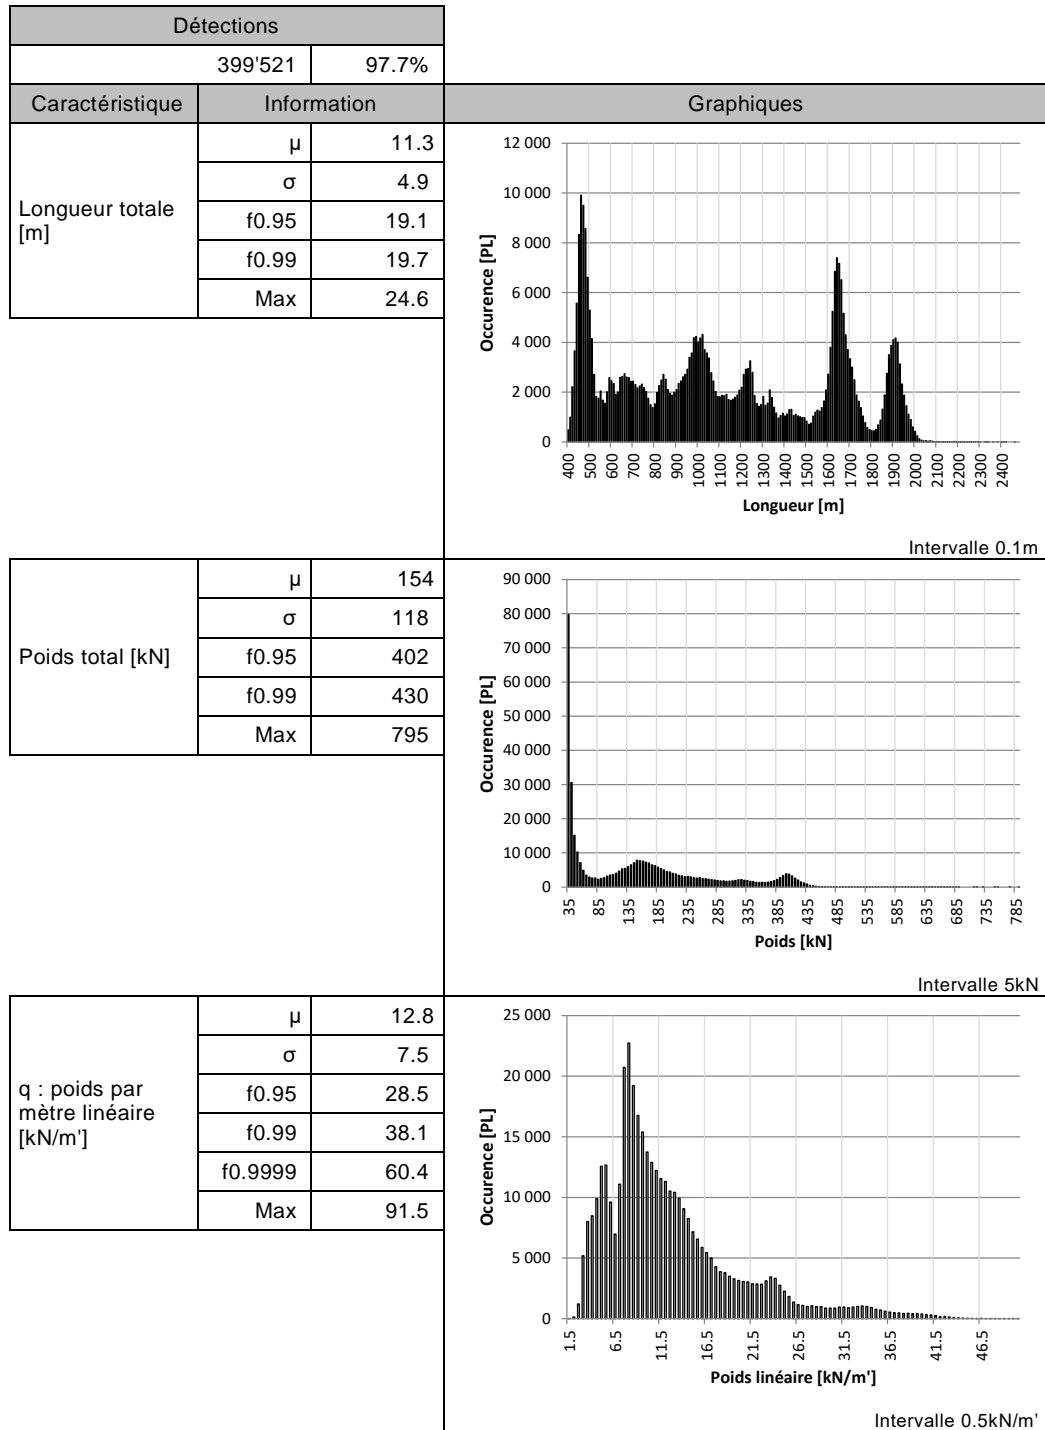 Détections
399'521 97.7%
Caractéristique Information Graphiques
Longueur totale
[m]
µ 11.3
σ 4.9
f0.95 19.1
f0.99 19.7
Max 24.6
12 000
10 000
8 000
6 000
4 000
2 000
0
Occurence [PL]
400 500 600 700 800 900 1000 1100 1200 1300 1400 1500 1600 1700 1800 1900 2000 2100 2200 2300 2400
Longueur [m]
Intervalle 0.1m
Poids total [kN]
µ 154
σ 118
f0.95 402
f0.99 430
Max 795
90 000
80 000
70 000
60 000
50 000
40 000
30 000
20 000
10 000
0
Occurence [PL]
35 85 135 185 235 285 335 385 435 485 535 585 635 685 735 785
Poids [kN]
Intervalle 5kN
q : poids par
mètre linéaire
[kN/m']
µ 12.8
σ 7.5
f0.95 28.5
f0.99 38.1
f0.9999 60.4
Max 91.5
25 000
20 000
15 000
10 000
5 000
0
Occurence [PL]
1.5 6.5 11.5 16.5 21.5 26.5 31.5 36.5 41.5 46.5
Poids linéaire [kN/m']
Intervalle 0.5kN/m’